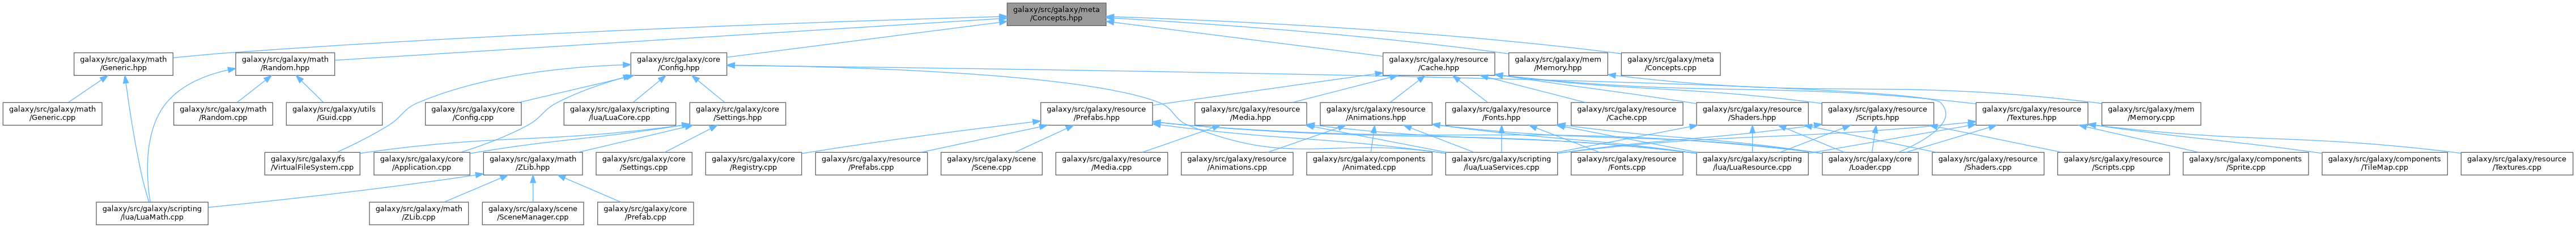 galaxy/src/galaxy/meta
/Concepts.hpp
galaxy/src/galaxy/math
/Generic.hpp
galaxy/src/galaxy/math
/Random.hpp
galaxy/src/galaxy/core
/Config.hpp
galaxy/src/galaxy/resource
/Cache.hpp
galaxy/src/galaxy/mem
/Memory.hpp
galaxy/src/galaxy/meta
/Concepts.cpp
galaxy/src/galaxy/math
/Generic.cpp
galaxy/src/galaxy/math
/Random.cpp
galaxy/src/galaxy/utils
/Guid.cpp
galaxy/src/galaxy/core
/Config.cpp
galaxy/src/galaxy/scripting
/lua/LuaCore.cpp
galaxy/src/galaxy/core
/Settings.hpp
galaxy/src/galaxy/resource
/Prefabs.hpp
galaxy/src/galaxy/resource
/Media.hpp
galaxy/src/galaxy/resource
/Animations.hpp
galaxy/src/galaxy/resource
/Fonts.hpp
galaxy/src/galaxy/resource
/Cache.cpp
galaxy/src/galaxy/resource
/Shaders.hpp
galaxy/src/galaxy/resource
/Scripts.hpp
galaxy/src/galaxy/resource
/Textures.hpp
galaxy/src/galaxy/mem
/Memory.cpp
galaxy/src/galaxy/fs
/VirtualFileSystem.cpp
galaxy/src/galaxy/core
/Application.cpp
galaxy/src/galaxy/math
/ZLib.hpp
galaxy/src/galaxy/core
/Settings.cpp
galaxy/src/galaxy/core
/Registry.cpp
galaxy/src/galaxy/resource
/Prefabs.cpp
galaxy/src/galaxy/scene
/Scene.cpp
galaxy/src/galaxy/resource
/Media.cpp
galaxy/src/galaxy/resource
/Animations.cpp
galaxy/src/galaxy/components
/Animated.cpp
galaxy/src/galaxy/scripting
/lua/LuaServices.cpp
galaxy/src/galaxy/resource
/Fonts.cpp
galaxy/src/galaxy/scripting
/lua/LuaResource.cpp
galaxy/src/galaxy/core
/Loader.cpp
galaxy/src/galaxy/resource
/Shaders.cpp
galaxy/src/galaxy/resource
/Scripts.cpp
galaxy/src/galaxy/components
/Sprite.cpp
galaxy/src/galaxy/components
/TileMap.cpp
galaxy/src/galaxy/resource
/Textures.cpp
galaxy/src/galaxy/scripting
/lua/LuaMath.cpp
galaxy/src/galaxy/math
/ZLib.cpp
galaxy/src/galaxy/scene
/SceneManager.cpp
galaxy/src/galaxy/core
/Prefab.cpp